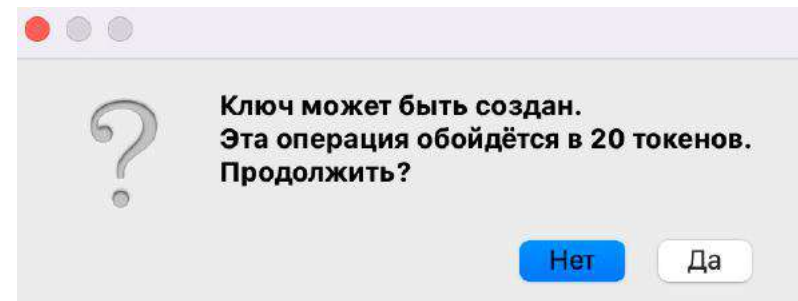 Ключ может быть создан.
Эта операция обойдётся в 20 токенов.
Продолжить?
Нет Да